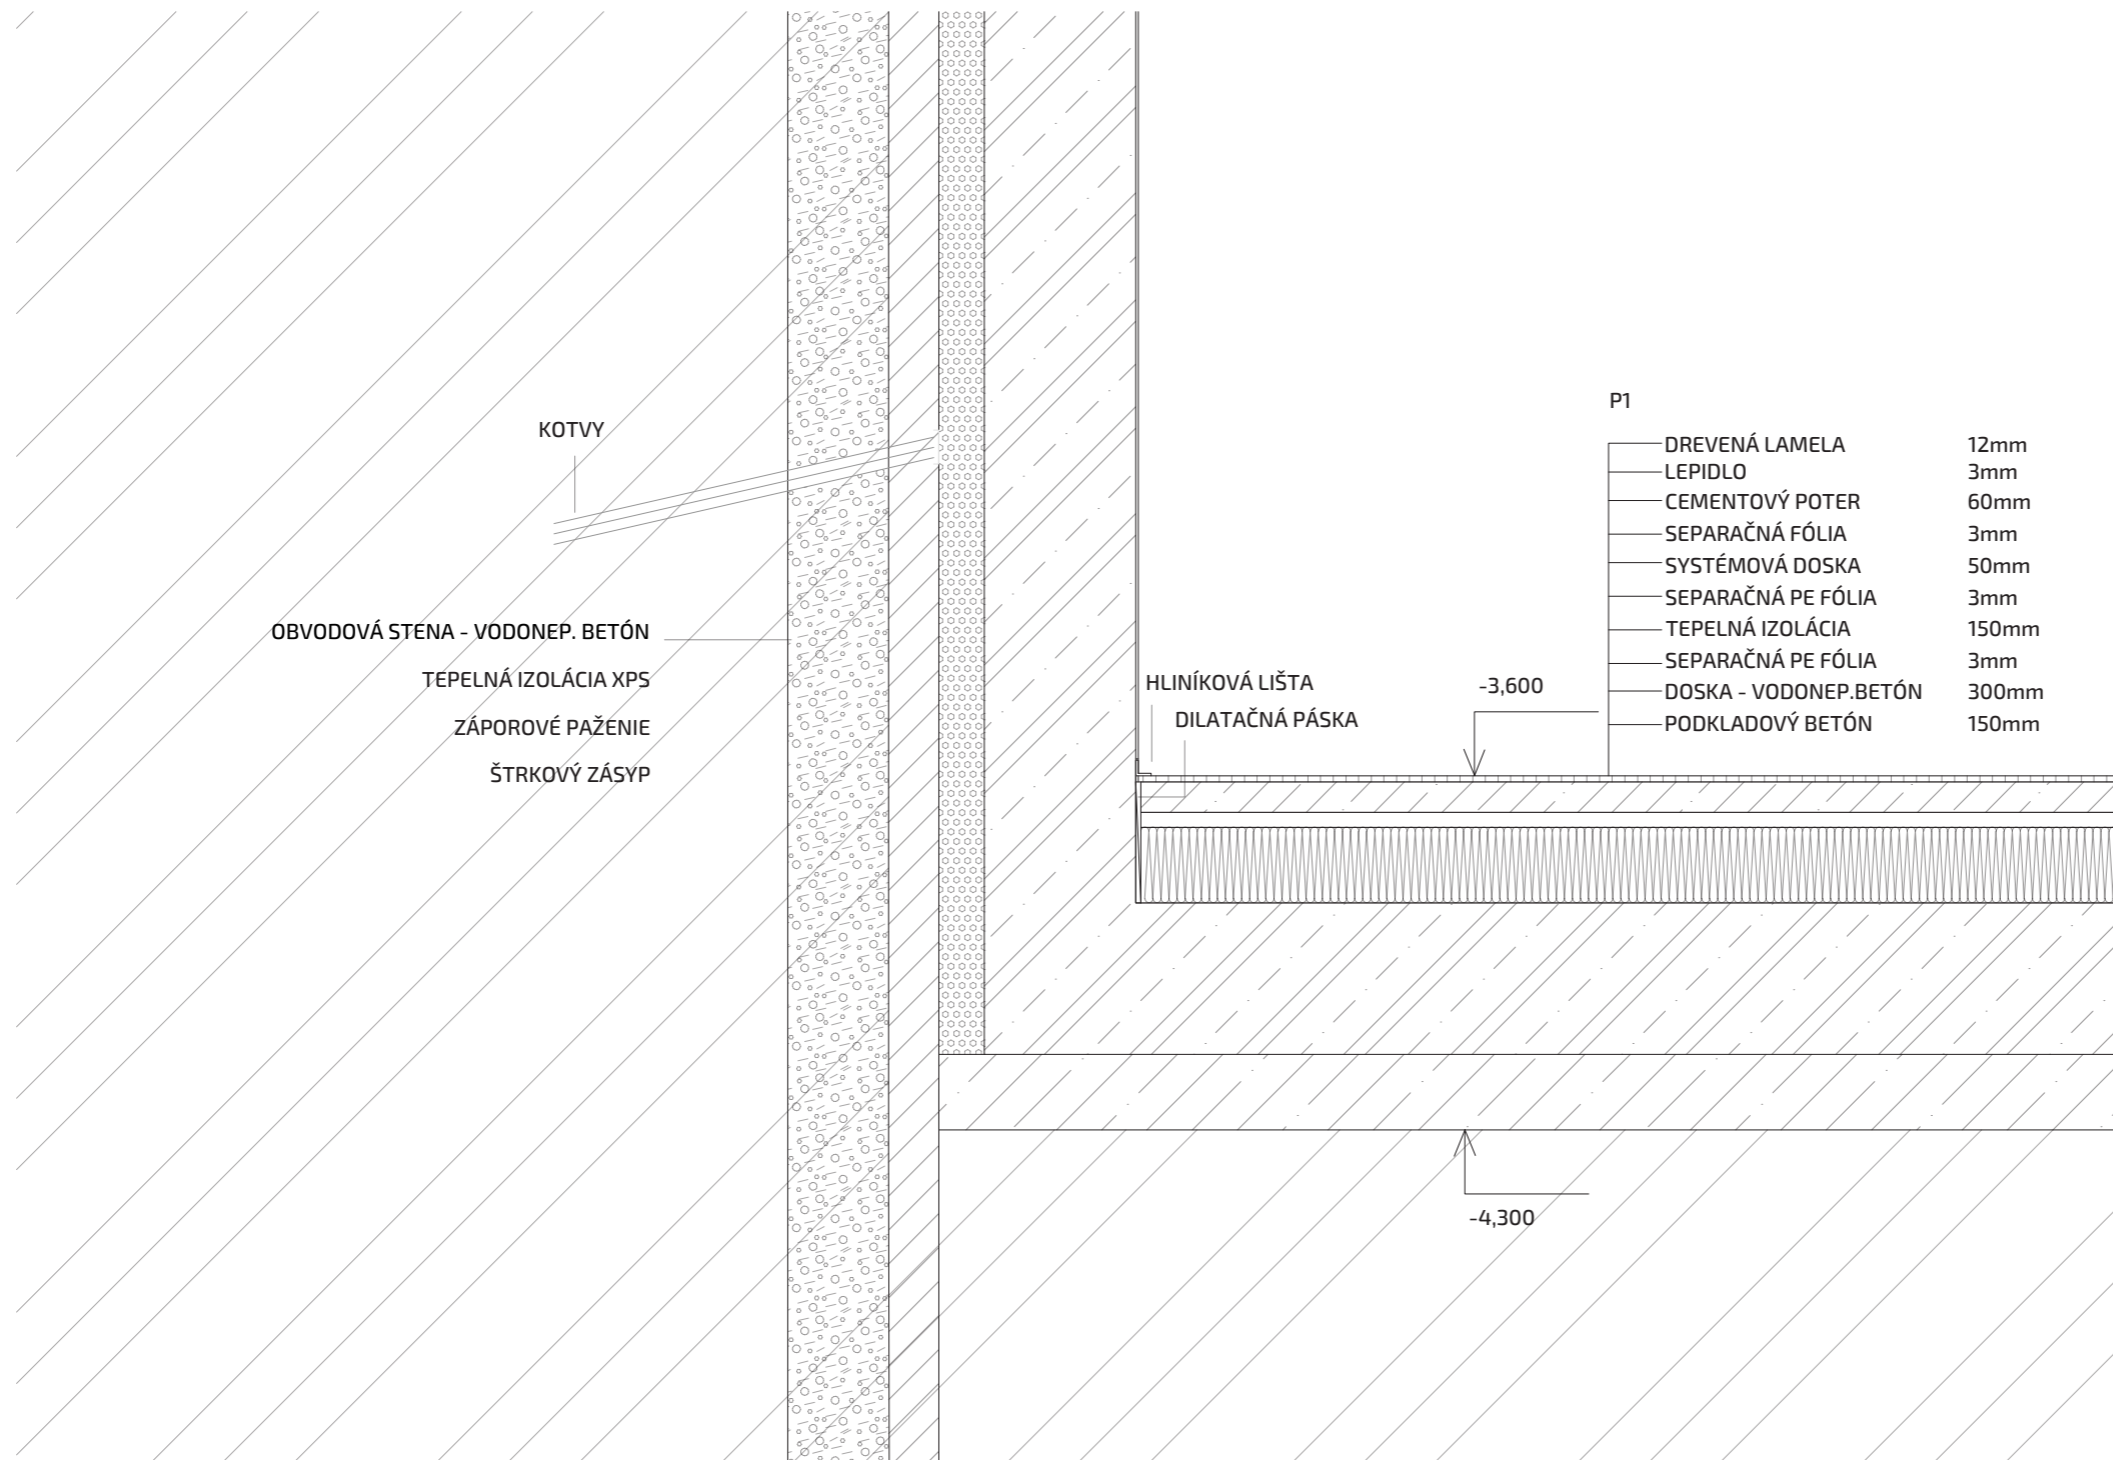 P1
KOTVY
DREVENÁ LAMELA 12mm
LEPIDLO 3mm
CEMENTOVÝ POTER 60mm
SEPARAČNÁ FÓLIA 3mm
SYSTÉMOVÁ DOSKA 50mm
SEPARAČNÁ PE FÓLIA 3mm
TEPELNÁ IZOLÁCIA 150mm
SEPARAČNÁ PE FÓLIA 3mm
DOSKA - VODONEP.BETÓN 300mm
PODKLADOVÝ BETÓN 150mm
OBVODOVÁ STENA - VODONEP. BETÓN
TEPELNÁ IZOLÁCIA XPS
ZÁPOROVÉ PAŽENIE
ŠTRKOVÝ ZÁSYP
HLINÍKOVÁ LIŠTA
DILATAČNÁ PÁSKA
-3,600
-4,300